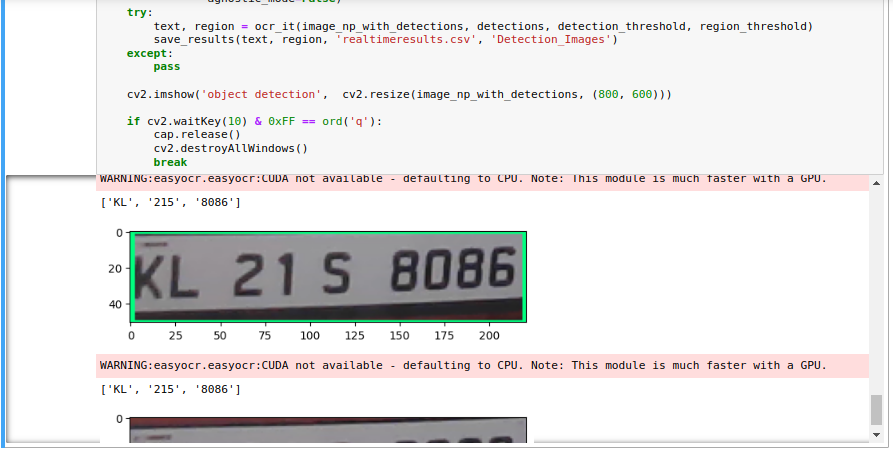 agnostic_mode=False)
try:
text, region = ocr_it(image_np_with_detections, detections, detection_threshold, region_threshold)
save_results(text, region, 'realtimeresults.csv', 'Detection_Images')
except:
pass
cv2.imshow('object detection',  cv2.resize(image_np_with_detections, (800, 600)))
if cv2.waitKey(10) & 0xFF == ord('q'):
cap.release()
cv2.destroyAllWindows()
break
WARNING:easyocr.easyocr:CUDA not available - defaulting to CPU. Note: This module is much faster with a GPU.
['KL', '215', '8086']
0
20
40
KL 21 S 8086
0 25 50 75 100 125 150 175 200
WARNING:easyocr.easyocr:CUDA not available - defaulting to CPU. Note: This module is much faster with a GPU.
['KL', '215', '8086']
0